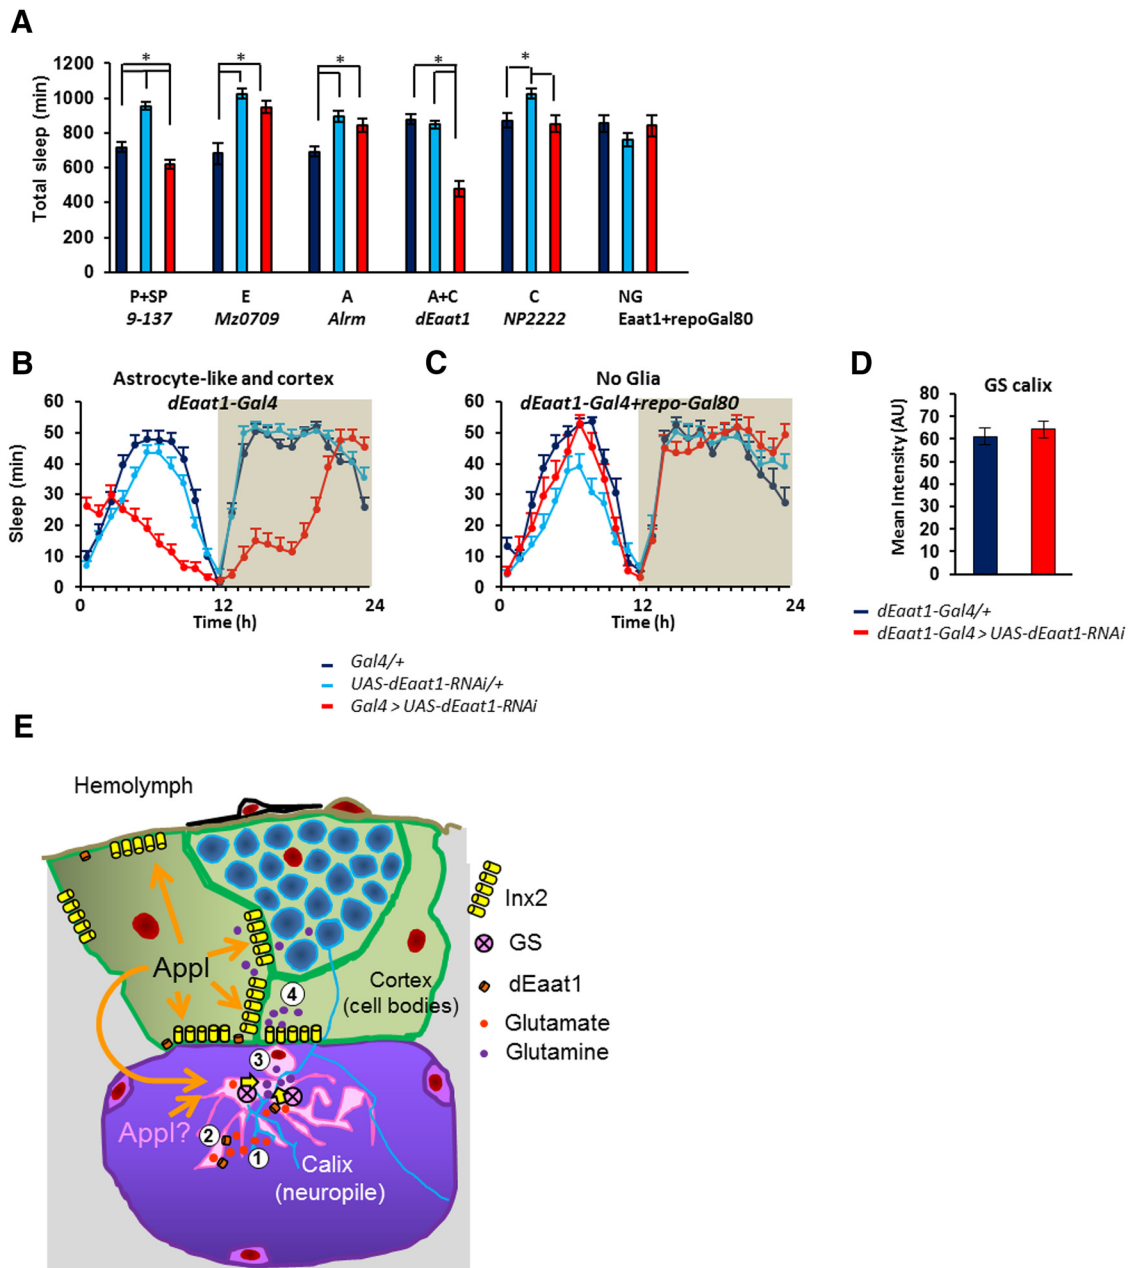 A
Total sleep (min)
1200
1000
800
600
400
200
0
* * * * *
P+SP E A A+C C NG
9-137 Mz0709 Alrm dEaat1 NP2222 Eaat1+repoGal80
B
Astrocyte-like and cortex
dEaat1-Gal4
Sleep (min)
60
50
40
30
20
10
0
0 12 24
Time (h)
C
No Glia
dEaat1-Gal4+repo-Gal80
60
50
40
30
20
10
0
0 12 24
Time (h)
Gal4/+
UAS-dEaat1-RNAi/+
Gal4 > UAS-dEaat1-RNAi
D
GS calix
Mean Intensity (AU)
80
70
60
50
40
30
20
10
0
dEaat1-Gal4/+
dEaat1-Gal4 > UAS-dEaat1-RNAi
E
Hemolymph
Appl
4
Cortex
(cell bodies)
3
Appl?
2
1
Calix
(neuropile)
Inx2
GS
dEaat1
Glutamate
Glutamine